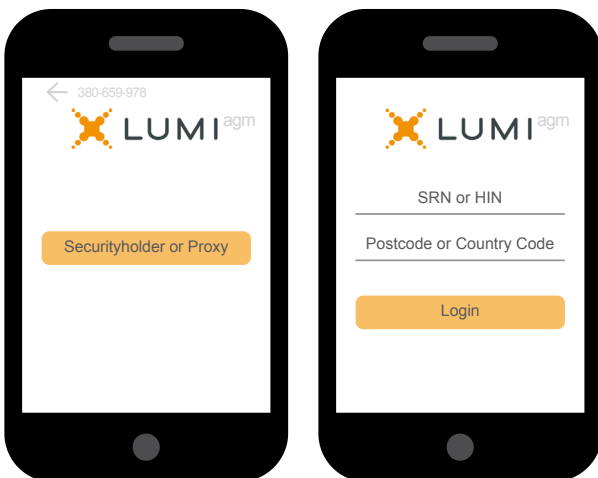 380-659-978
LUMI agm
Securityholder or Proxy
LUMI agm
SRN or HIN
Postcode or Country Code
Login